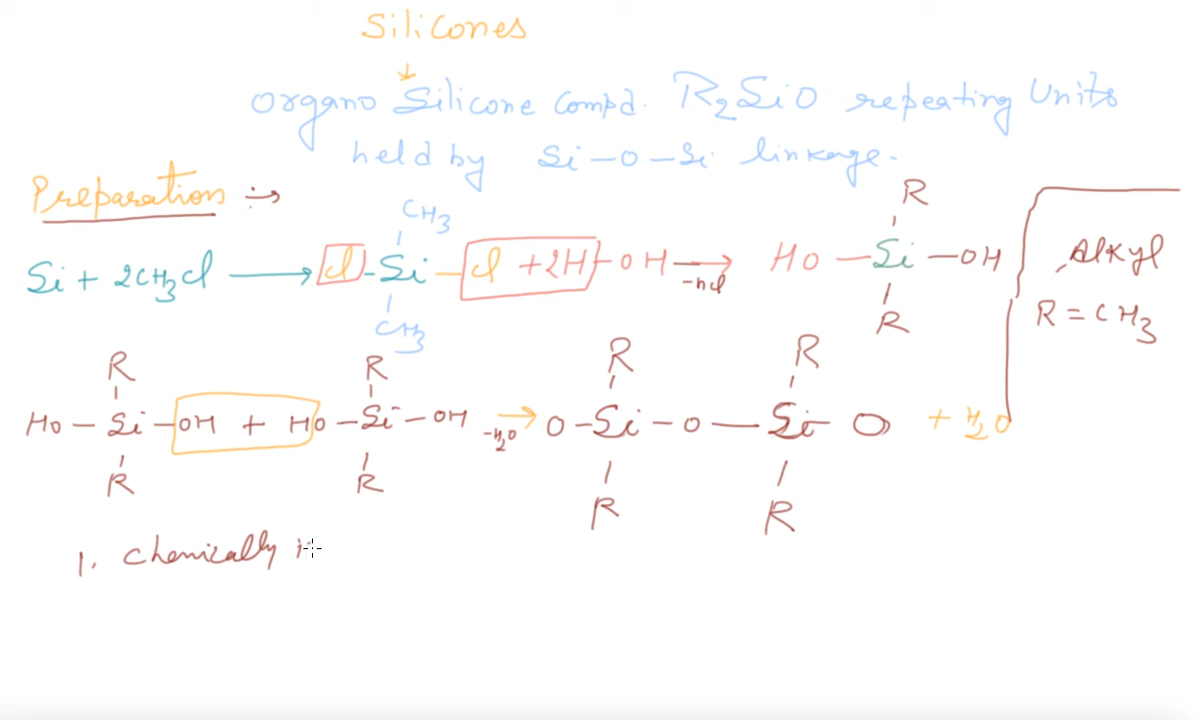 Silicones
↓
Organo Silicone Compd. R2SiO repeating Units
held by Si-O-Si linkage.
Preparation :→
Si + 2CH3Cl → Cl-Si-Cl + 2H-OH → HO-Si-OH
CH3
CH3
-HCl
R
R
Alkyl
R = CH3
HO-Si-OH + HO-Si-OH → O-Si-O-Si-O + H2O
R
R
R
R
-H2O
R
R
R
R
1. Chemically